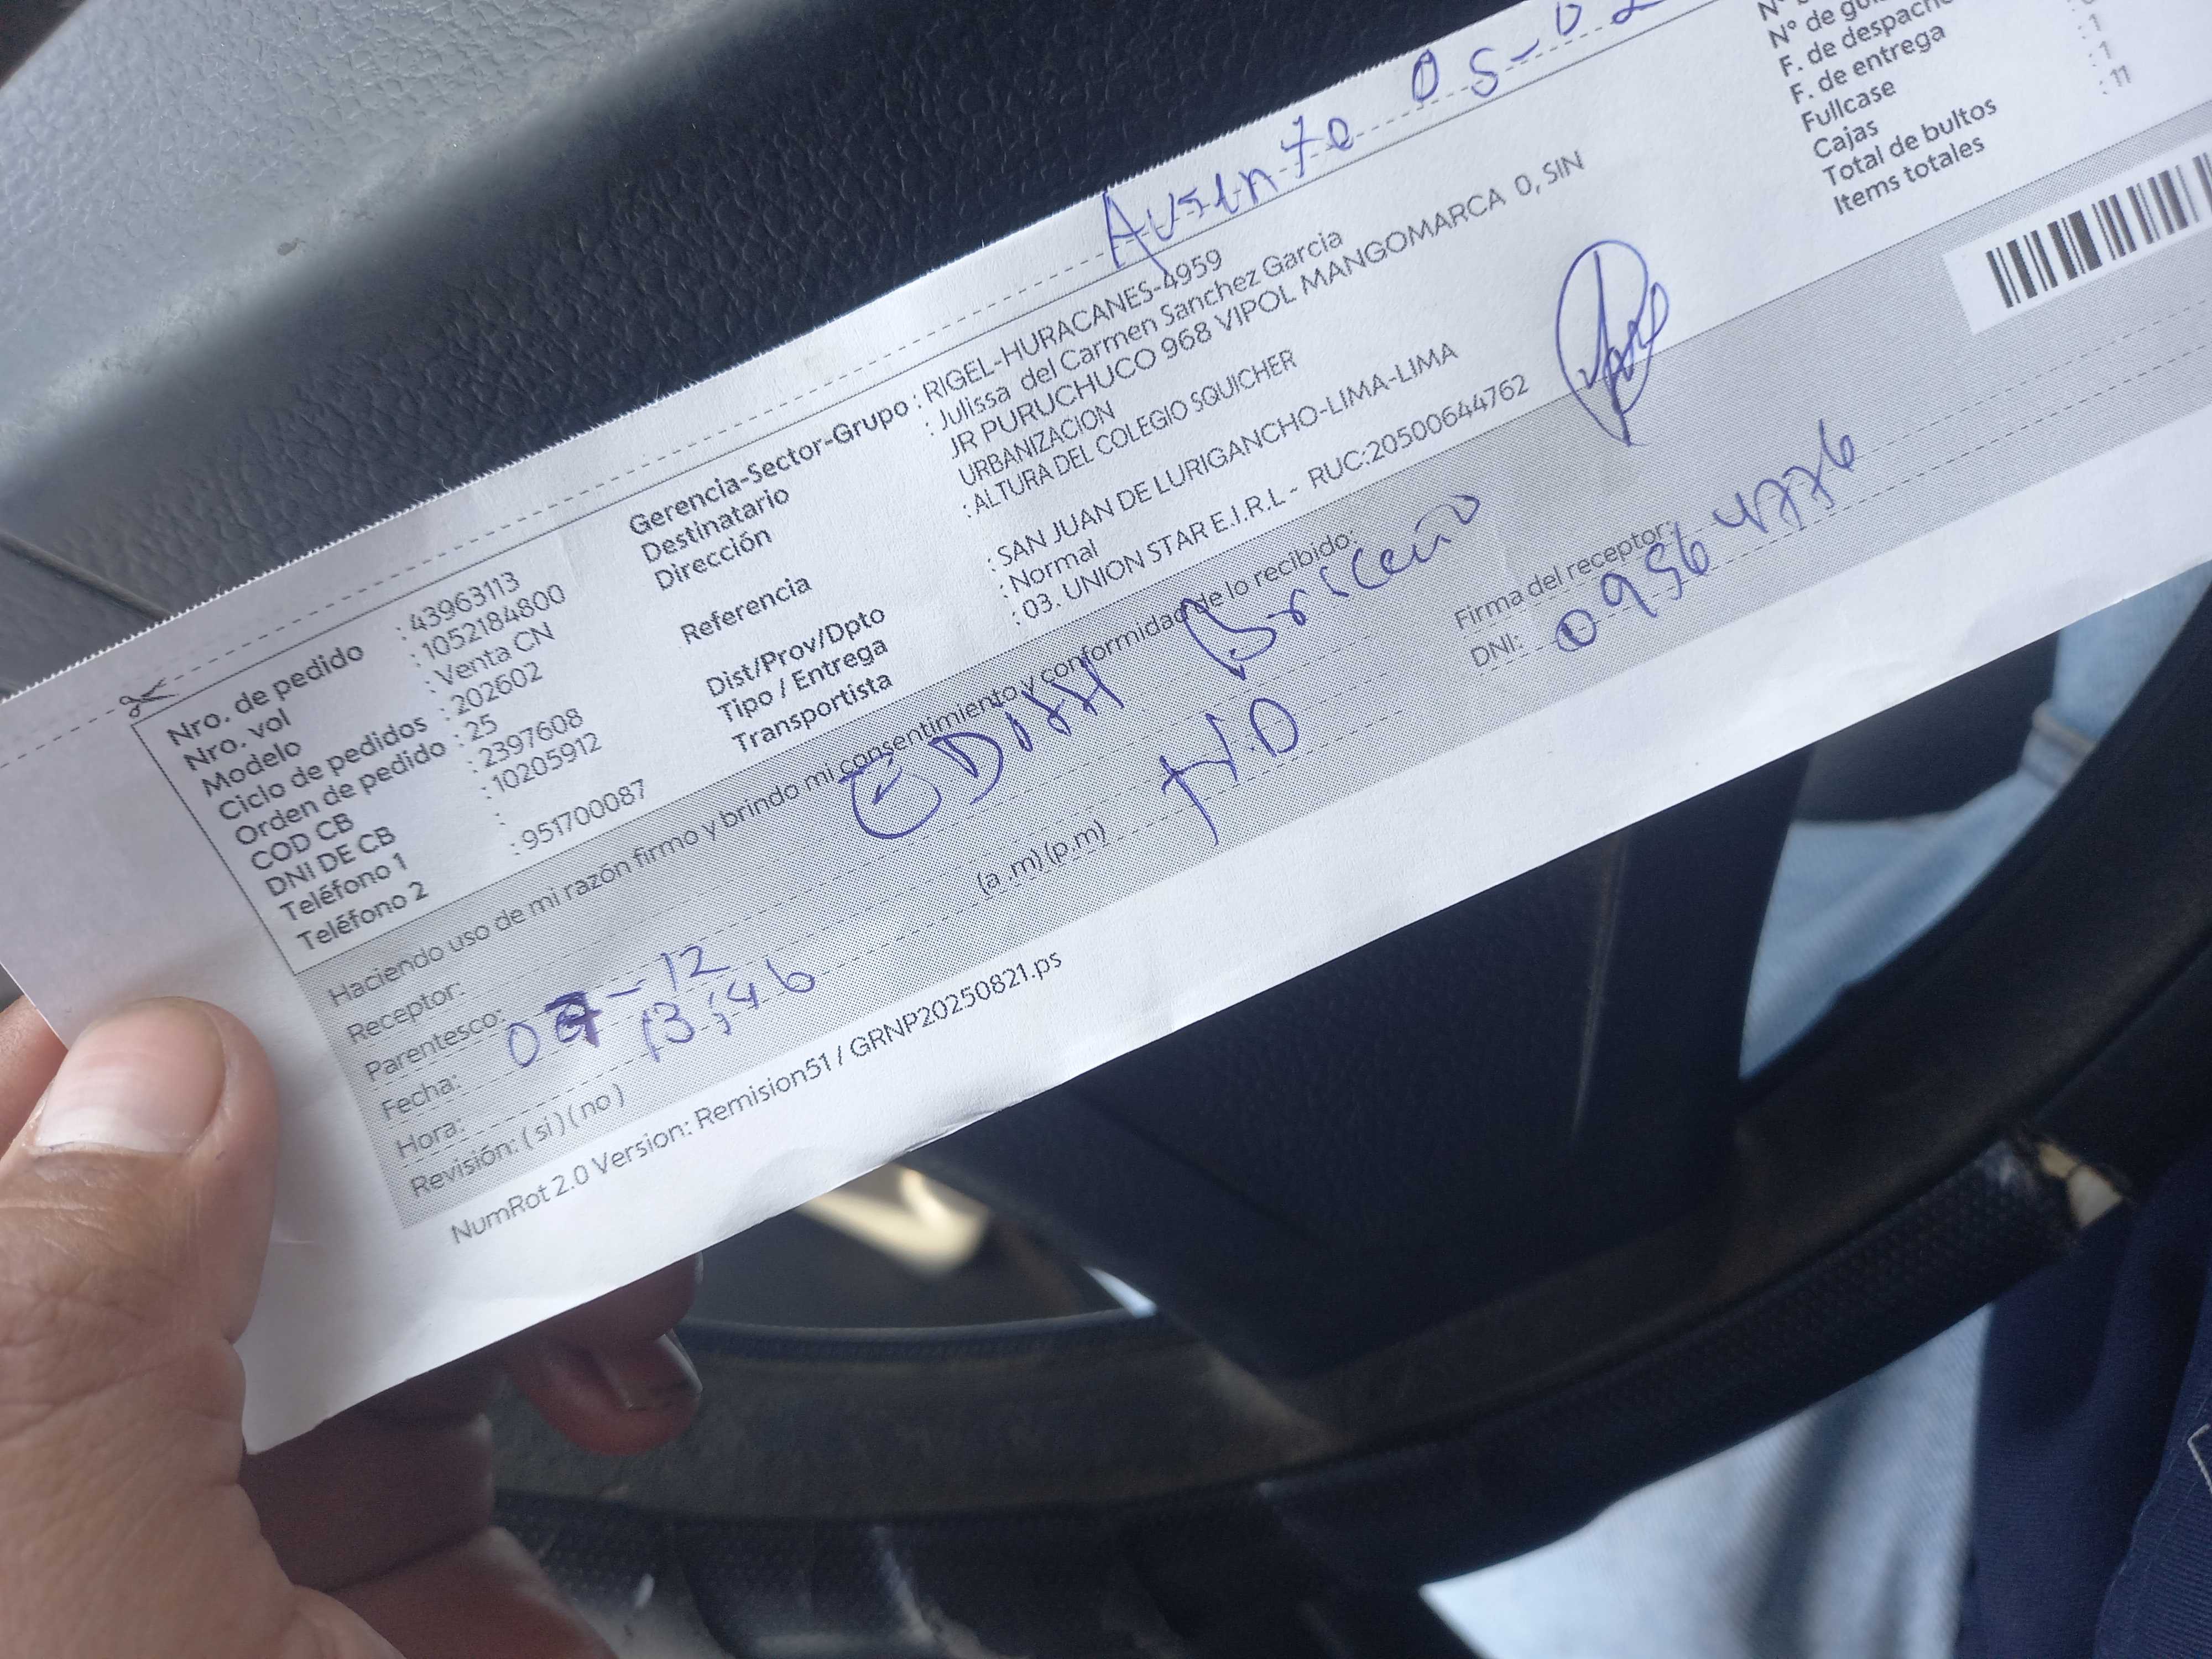 Ausente 05-02
Nro. de pedido : 43963113
Nro. vol : 1052184800
Modelo : Venta CN
Ciclo de pedidos : 202602
Orden de pedido : 25
COD CB : 2397608
DNI DE CB : 10205912
Teléfono 1 :
Teléfono 2 : 951700087
Gerencia-Sector-Grupo : RIGEL-HURACANES-4959
Destinatario : Julissa del Carmen Sanchez Garcia
Dirección JR PURUCHUCO 968 VIPOL MANGOMARCA 0, SIN
URBANIZACION
Referencia : ALTURA DEL COLEGIO SQUICHER
Dist/Prov/Dpto : SAN JUAN DE LURIGANCHO-LIMA-LIMA
Tipo / Entrega : Normal
Transportista : 03. UNION STAR E.I.R.L - RUC:20500644762
N° de
F. de despacho
F. de entrega
Fullcase
Cajas : 1
Total de bultos : 1
Items totales : 11
Haciendo uso de mi razón firmo y brindo mi consentimiento y conformidad de lo recibido:
Receptor: Briceño
Parentesco:
Fecha: -12
Hora: 13:46 (a .m) (p.m)
Revisión: ( si ) ( no )
Firma del receptor:
DNI: 09564776
NumRot 2.0 Version: Remision51 / GRNP20250821.ps